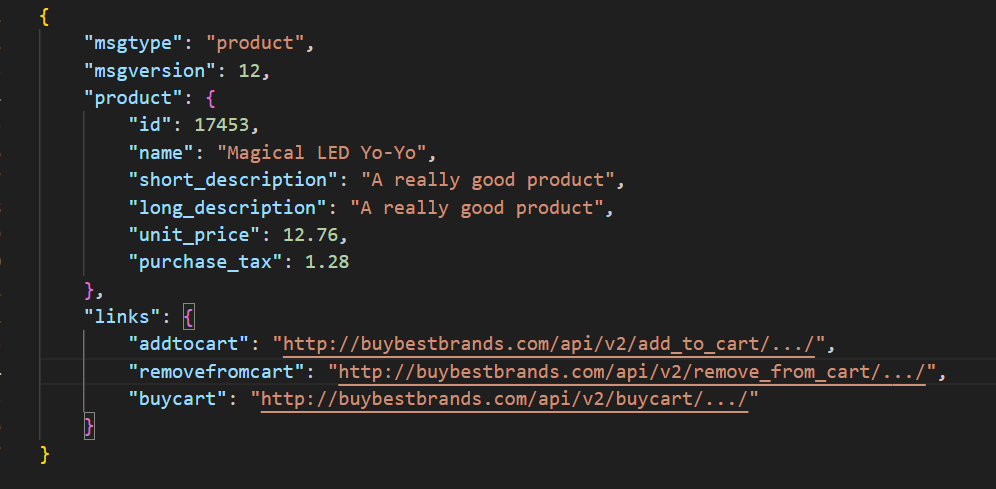 {
"msgtype": "product",
"msgversion": 12,
"product": {
"id": 17453,
"name": "Magical LED Yo-Yo",
"short_description": "A really good product",
"long_description": "A really good product",
"unit_price": 12.76,
"purchase_tax": 1.28
},
"links": {
"addtocart": "http://buybestbrands.com/api/v2/add_to_cart/.../",
"removefromcart": "http://buybestbrands.com/api/v2/remove_from_cart/.../",
"buycart": "http://buybestbrands.com/api/v2/buycart/.../"
}
}